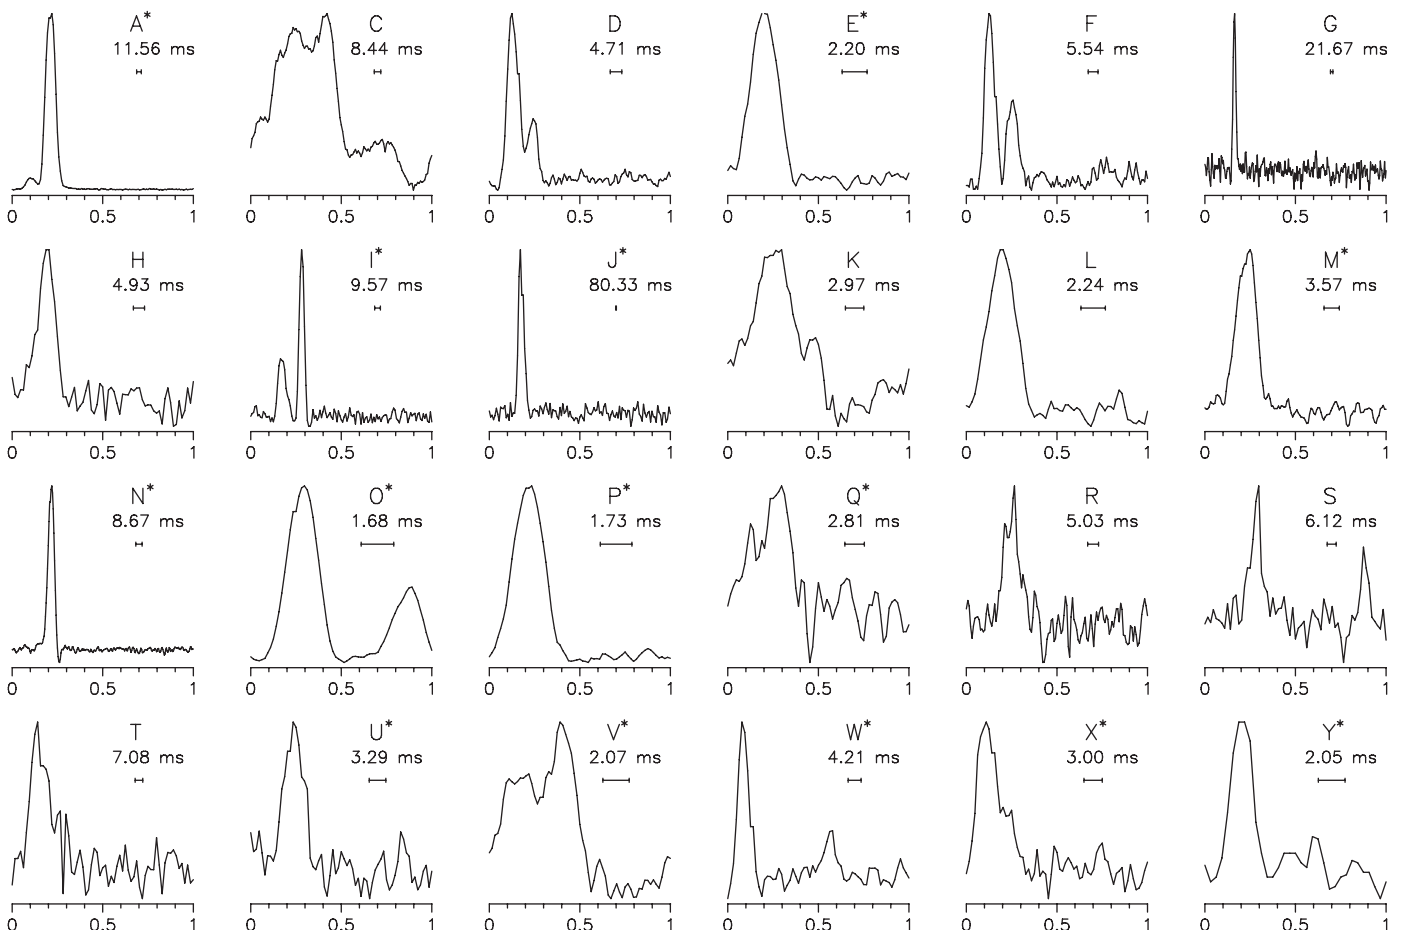 A* C D E* F G
11.56 ms 8.44 ms 4.71 ms 2.20 ms 5.54 ms 21.67 ms
0 0.5 1 0 0.5 1 0 0.5 1 0 0.5 1 0 0.5 1 0 0.5 1
H I* J* K L M*
4.93 ms 9.57 ms 80.33 ms 2.97 ms 2.24 ms 3.57 ms
0 0.5 1 0 0.5 1 0 0.5 1 0 0.5 1 0 0.5 1 0 0.5 1
N* O* P* Q* R S
8.67 ms 1.68 ms 1.73 ms 2.81 ms 5.03 ms 6.12 ms
0 0.5 1 0 0.5 1 0 0.5 1 0 0.5 1 0 0.5 1 0 0.5 1
T U* V* W* X* Y*
7.08 ms 3.29 ms 2.07 ms 4.21 ms 3.00 ms 2.05 ms
0 0.5 1 0 0.5 1 0 0.5 1 0 0.5 1 0 0.5 1 0 0.5 1